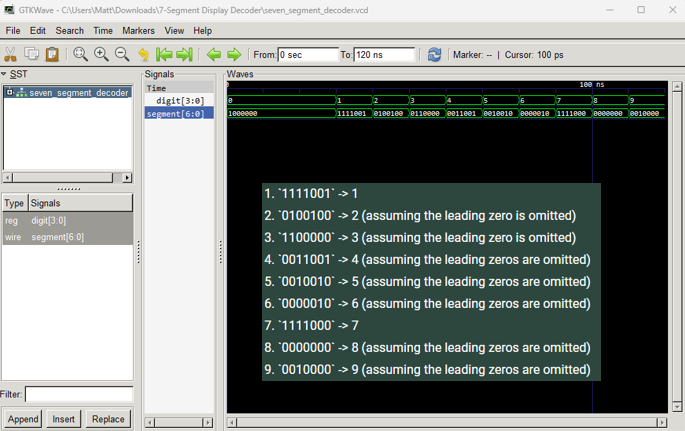 GTKWave - C:\Users\Matt\Downloads\7-Segment Display Decoder\seven_segment_decoder.vcd
File Edit Search Time Markers View Help
From: 0 sec To: 120 ns Marker: -- | Cursor: 100 ps
SST
seven_segment_decoder
Type Signals
reg digit[3:0]
wire segment[6:0]
Filter:
Append Insert Replace
Signals
Time
digit[3:0]
segment[6:0]
Waves
100 ns
0 1 2 3 4 5 6 7 8 9
1000000 1111001 0100100 0110000 0011001 0010010 0000010 1111000 0000000 0010000
1. `1111001` -> 1
2. `0100100` -> 2 (assuming the leading zero is omitted)
3. `1100000` -> 3 (assuming the leading zero is omitted)
4. `0011001` -> 4 (assuming the leading zeros are omitted)
5. `0010010` -> 5 (assuming the leading zeros are omitted)
6. `0000010` -> 6 (assuming the leading zeros are omitted)
7. `1111000` -> 7
8. `0000000` -> 8 (assuming the leading zeros are omitted)
9. `0010000` -> 9 (assuming the leading zeros are omitted)